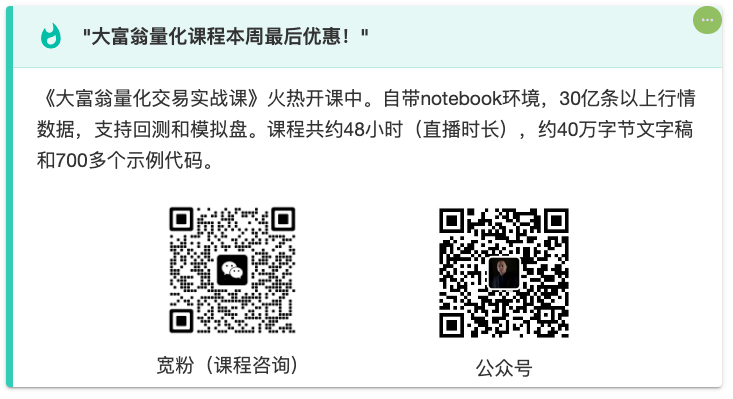 "大富翁量化课程本周最后优惠！"
《大富翁量化交易实战课》火热开课中。自带notebook环境，30亿条以上行情
数据，支持回测和模拟盘。课程共约48小时（直播时长），约40万字节文字稿
和700多个示例代码。
宽粉（课程咨询）
公众号